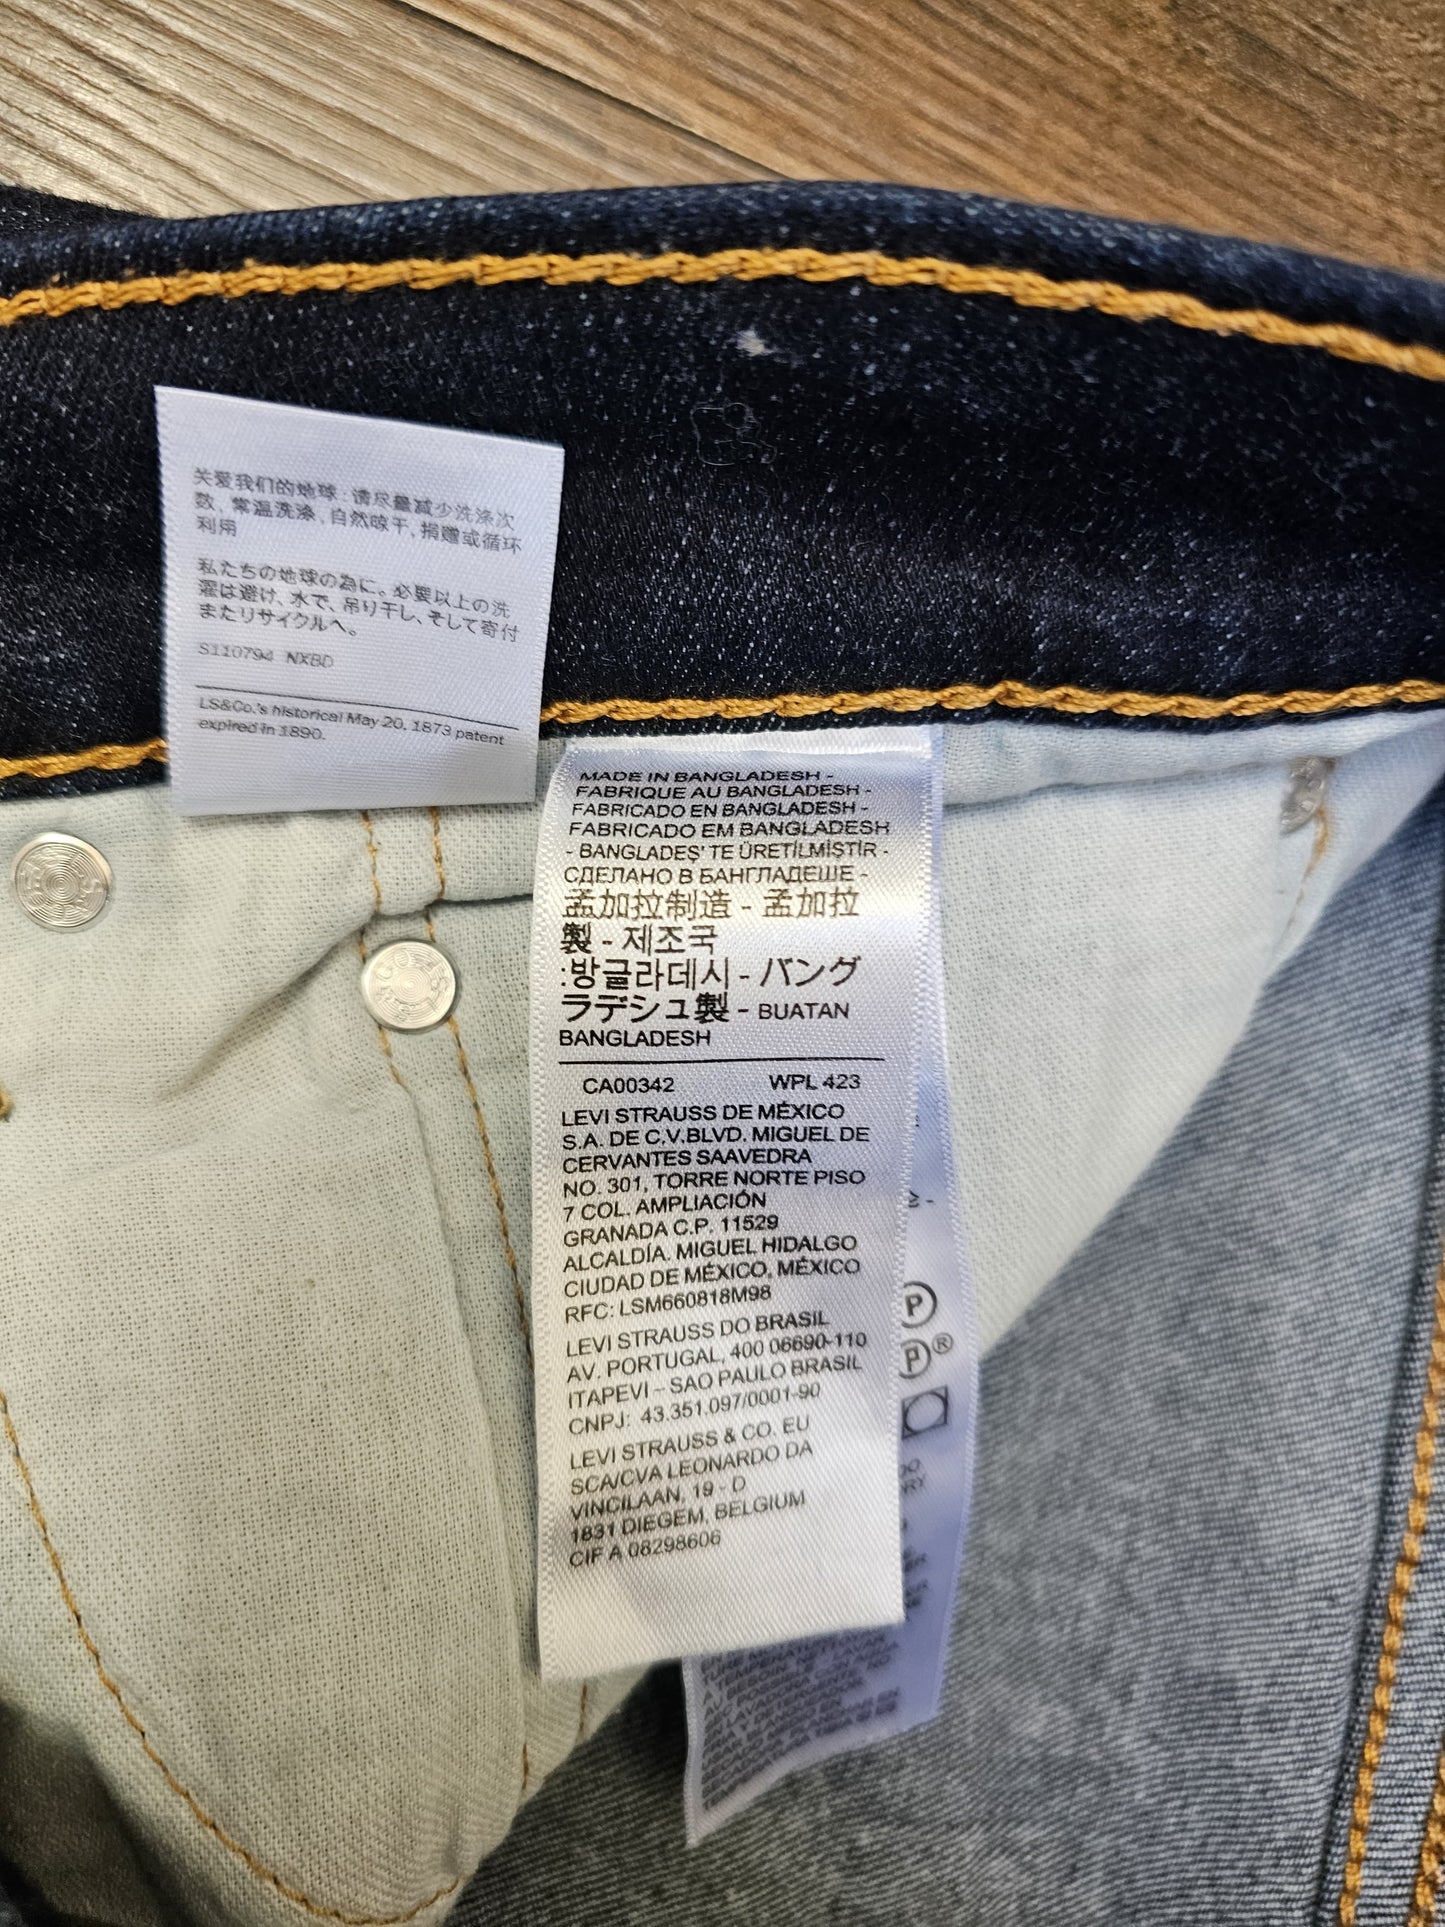 关爱我们的地球：请尽量减少洗涤次
数，常温洗涤，自然晾干，捐赠或循环
利用
私たちの地球の為に。必要以上の洗
濯は避け、水で、吊り干し、そして寄付
またリサイクルへ。
S110794 NXBD
LS&Co.'s historical May 20, 1873 patent
expired in 1890.
MADE IN BANGLADESH -
FABRIQUE AU BANGLADESH -
FABRICADO EN BANGLADESH -
FABRICADO EM BANGLADESH
- BANGLADEŞ' TE ÜRETİLMİŞTİR -
СДЕЛАНО В БАНГЛАДЕШЕ -
孟加拉制造 - 孟加拉
製 - 제조국
:방글라데시 - バング
ラデシュ製 - BUATAN
BANGLADESH
CA00342 WPL 423
LEVI STRAUSS DE MÉXICO
S.A. DE C.V.BLVD. MIGUEL DE
CERVANTES SAAVEDRA
NO. 301, TORRE NORTE PISO
7 COL. AMPLIACIÓN
GRANADA C.P. 11529
ALCALDÍA. MIGUEL HIDALGO
CIUDAD DE MÉXICO, MÉXICO
RFC: LSM660818M98
LEVI STRAUSS DO BRASIL
AV. PORTUGAL, 400 06690-110
ITAPEVI – SAO PAULO BRASIL
CNPJ: 43.351.097/0001-90
LEVI STRAUSS & CO. EU
SCA/CVA LEONARDO DA
VINCILAAN, 19 - D
1831 DIEGEM, BELGIUM
CIF A 08298606
P
P®